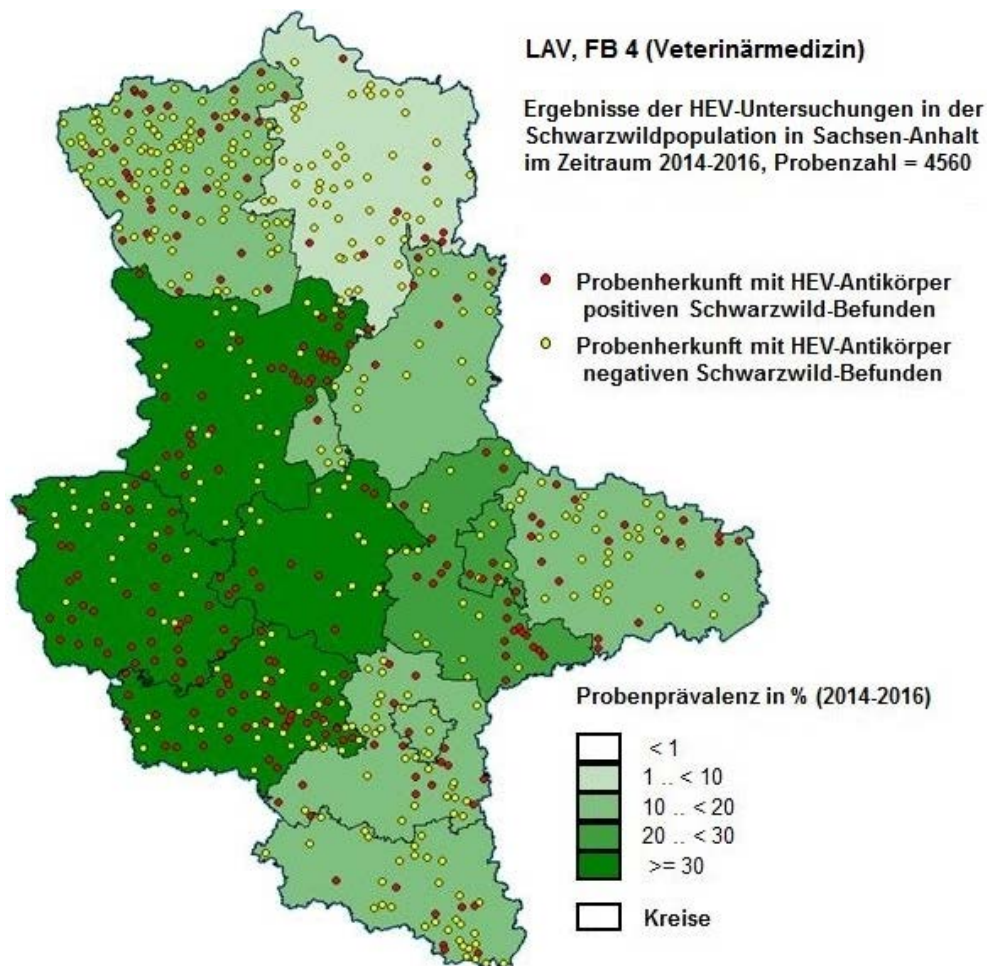 LAV, FB 4 (Veterinärmedizin)
Ergebnisse der HEV-Untersuchungen in der
Schwarzwildpopulation in Sachsen-Anhalt
im Zeitraum 2014-2016, Probenzahl = 4560
Probenherkunft mit HEV-Antikörper
positiven Schwarzwild-Befunden
Probenherkunft mit HEV-Antikörper
negativen Schwarzwild-Befunden
Probenprävalenz in % (2014-2016)
< 1
1 .. < 10
10 .. < 20
20 .. < 30
>= 30
Kreise